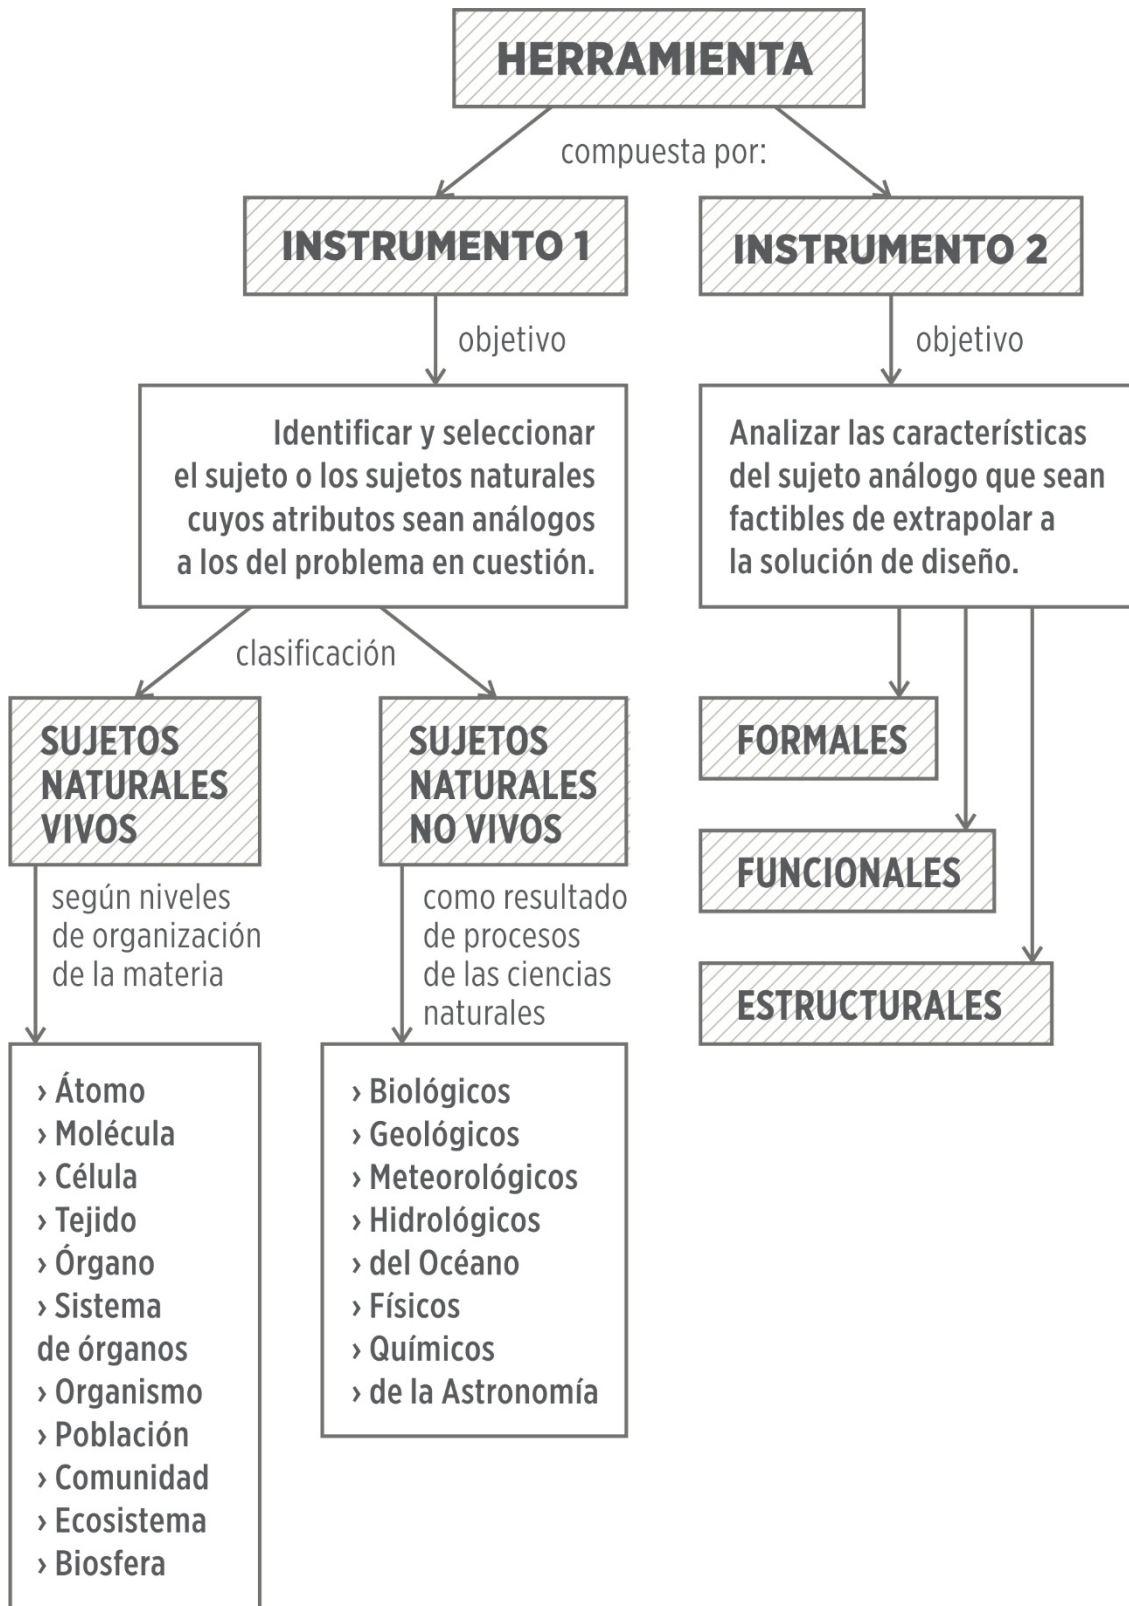 HERRAMIENTA
compuesta por:
INSTRUMENTO 1
INSTRUMENTO 2
objetivo
objetivo
Identificar y seleccionar
el sujeto o los sujetos naturales
cuyos atributos sean análogos
a los del problema en cuestión.
Analizar las característícas
del sujeto análogo que sean
factibles de extrapolar a
la solución de diseño.
clasificación
SUJETOS
NATURALES
VIVOS
SUJETOS
NATURALES
NO VIVOS
FORMALES
FUNCIONALES
ESTRUCTURALES
según niveles
de organización
de la materia
como resultado
de procesos
de las ciencias
naturales
› Átomo
› Molécula
› Célula
› Tejido
› Órgano
› Sistema
de órganos
› Organismo
› Población
› Comunidad
› Ecosistema
› Biosfera
› Biológicos
› Geológicos
› Meteorológicos
› Hidrológicos
› del Océano
› Físicos
› Químicos
› de la Astronomía